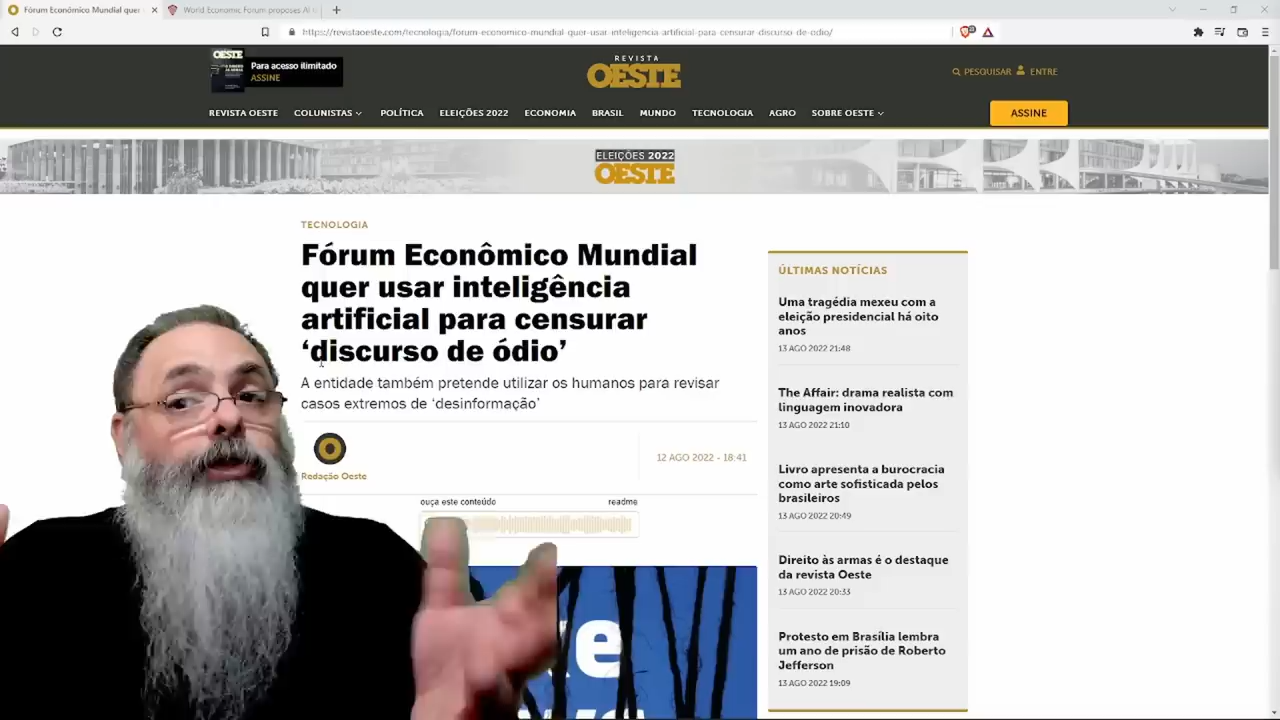 Fórum Econômico Mundial quer
World Economic Forum proposes AI
https://revistaoeste.com/tecnologia/forum-economico-mundial-quer-usar-inteligencia-artificial-para-censurar-discurso-de-odio/
OESTE
Para acesso ilimitado
ASSINE
REVISTA
OESTE
PESQUISAR
ENTRE
REVISTA OESTE
COLUNISTAS
POLÍTICA
ELEIÇÕES 2022
ECONOMIA
BRASIL
MUNDO
TECNOLOGIA
AGRO
SOBRE OESTE
ASSINE
ELEIÇÕES 2022
OESTE
TECNOLOGIA
Fórum Econômico Mundial
quer usar inteligência
artificial para censurar
‘discurso de ódio’
A entidade também pretende utilizar os humanos para revisar
casos extremos de ‘desinformação’
Redação Oeste
12 AGO 2022 - 18:41
ouça este conteúdo
readme
ÚLTIMAS NOTÍCIAS
Uma tragédia mexeu com a
eleição presidencial há oito
anos
13 AGO 2022 21:48
The Affair: drama realista com
linguagem inovadora
13 AGO 2022 21:10
Livro apresenta a burocracia
como arte sofisticada pelos
brasileiros
13 AGO 2022 20:49
Direito às armas é o destaque
da revista Oeste
13 AGO 2022 20:33
Protesto em Brasília lembra
um ano de prisão de Roberto
Jefferson
13 AGO 2022 19:09